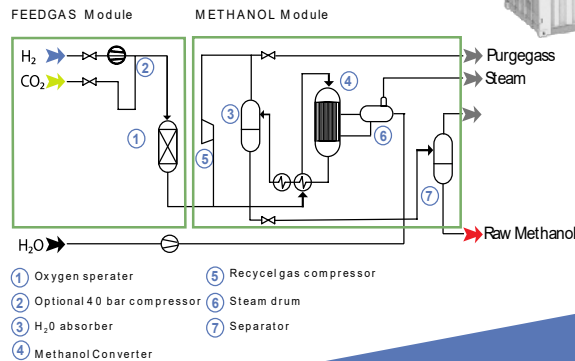 FEEDGAS Module
METHANOL Module
H₂
CO₂
2
1
5
3
4
6
7
Purgegass
Steam
Raw Methanol
H₂O
1 Oxygen sperater
2 Optional 40 bar compressor
3 H₂0 absorber
4 Methanol Converter
5 Recycel gas compressor
6 Steam drum
7 Separator